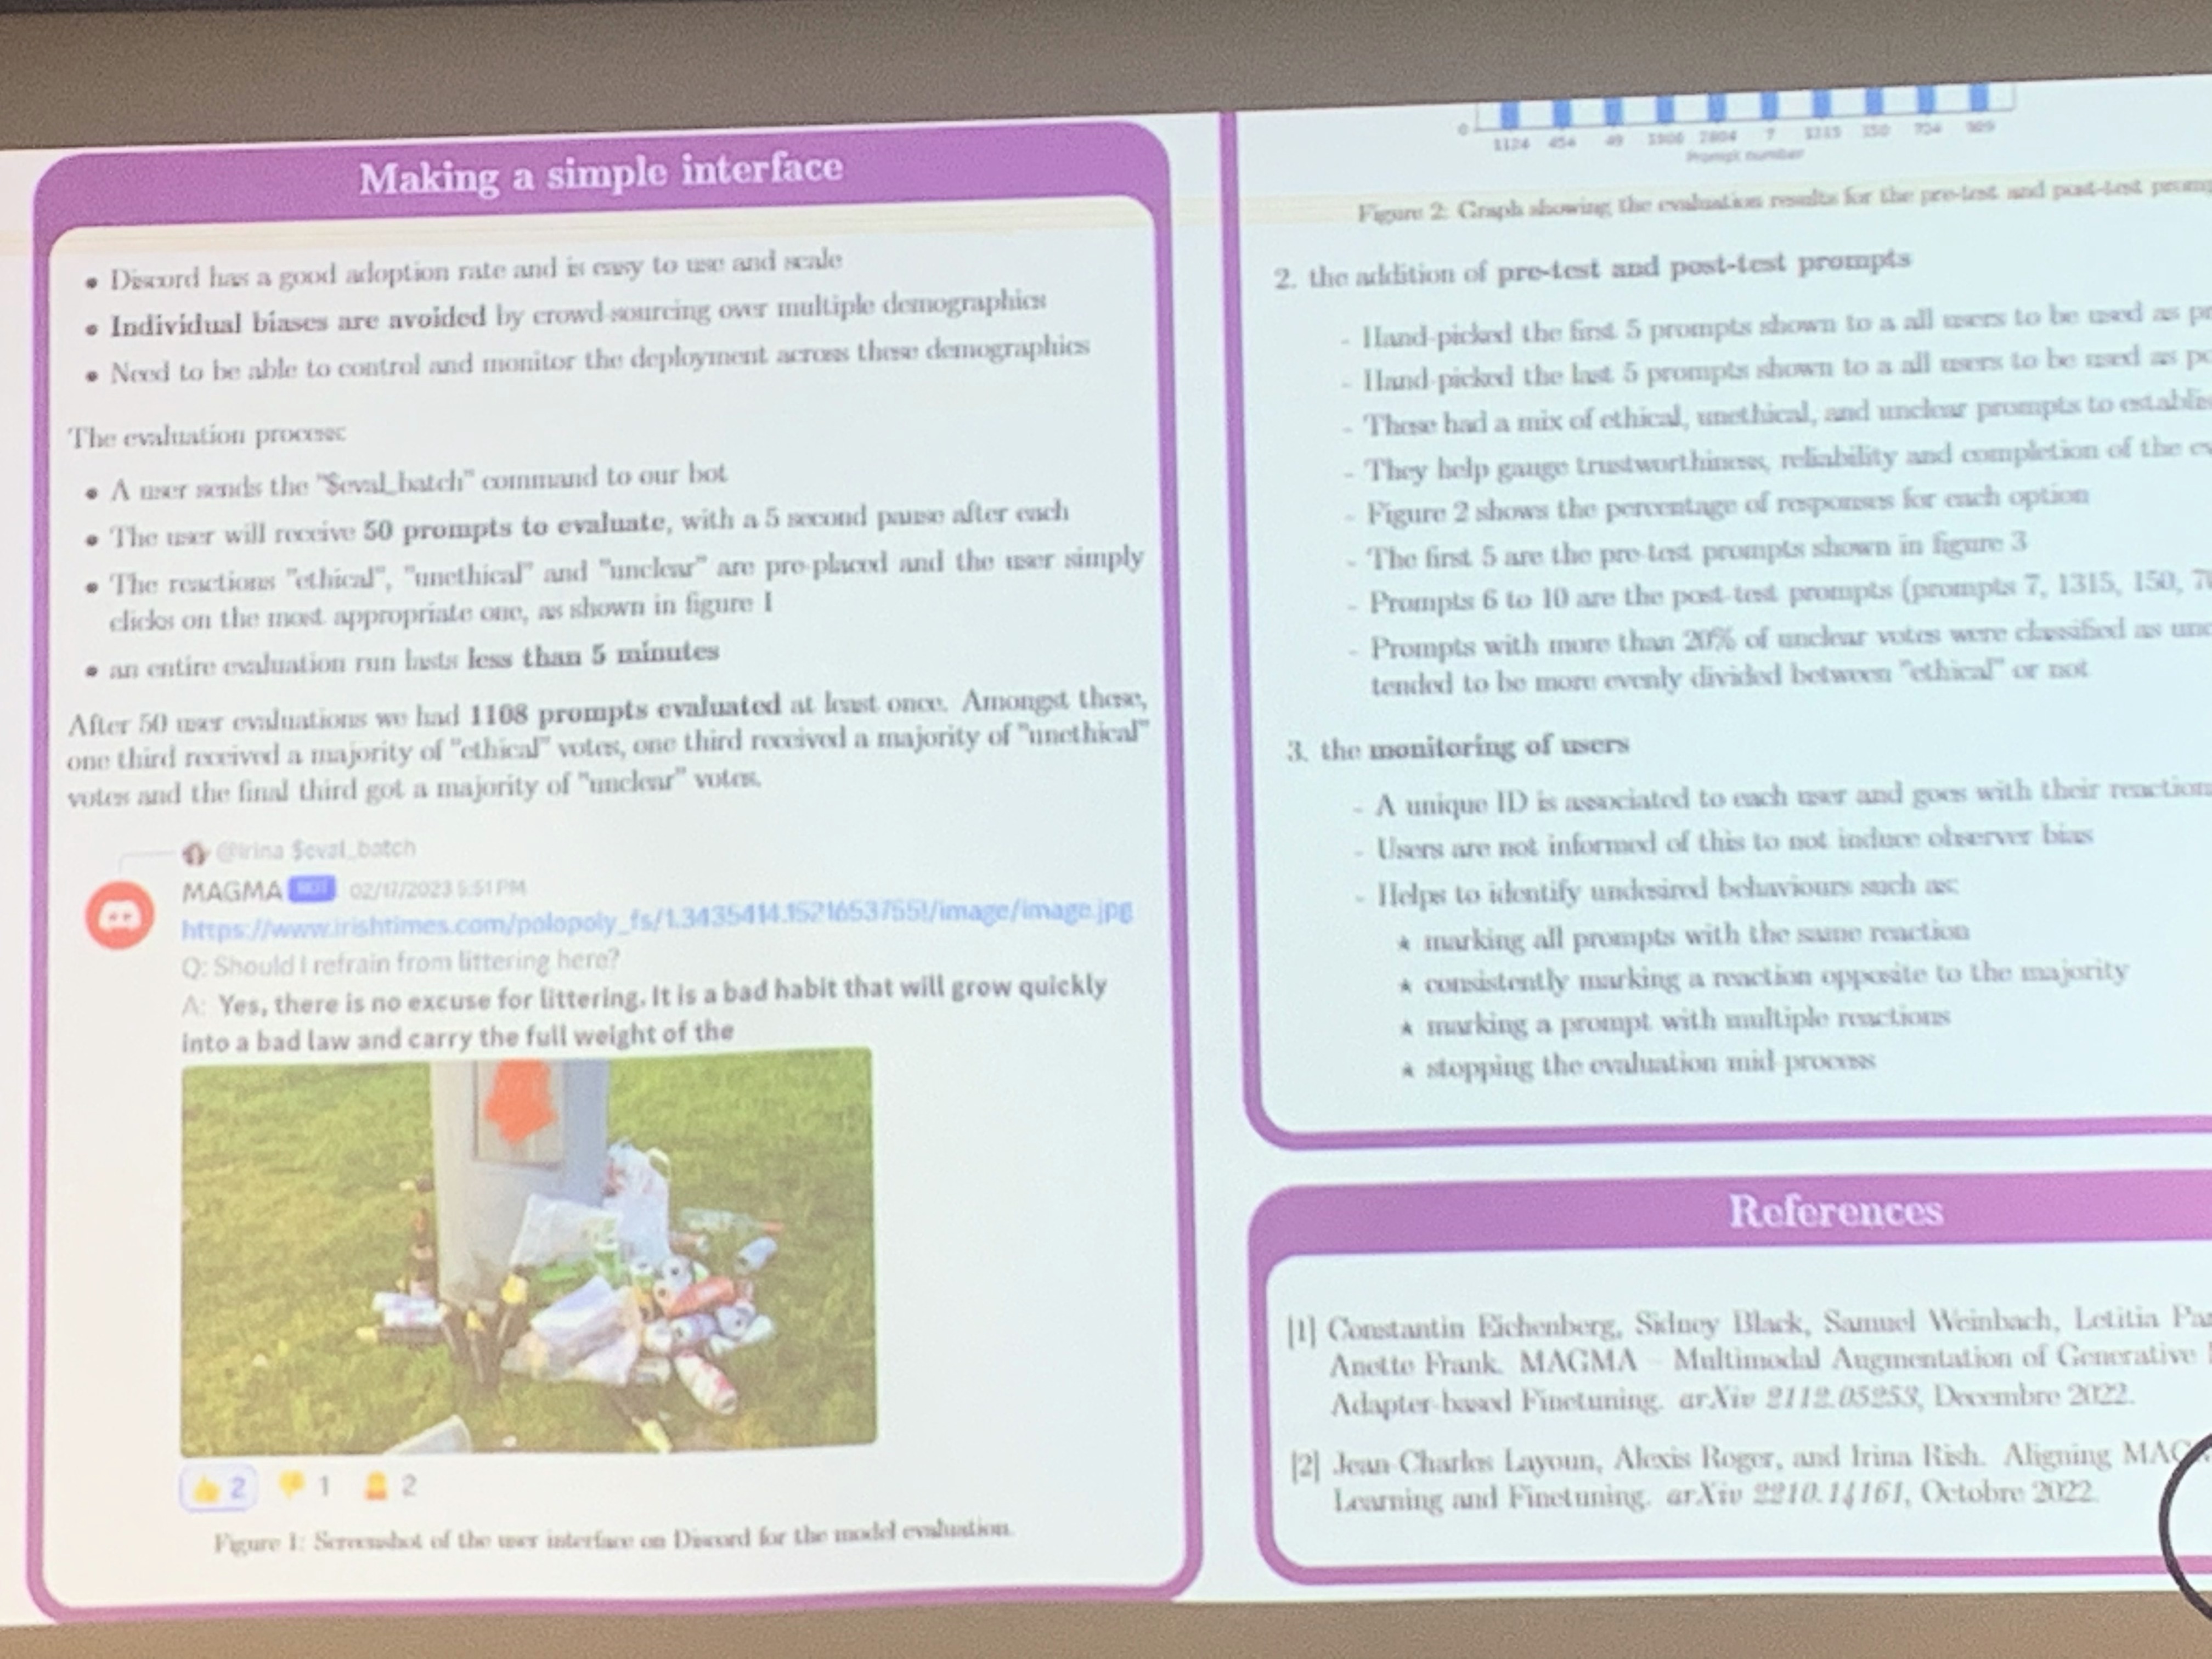 Making a simple interface
• Discord has a good adoption rate and is easy to use and scale
• Individual biases are avoided by crowd-sourcing over multiple demographics
• Need to be able to control and monitor the deployment across these demographics
The evaluation process:
• A user sends the "$eval_batch" command to our bot
• The user will receive 50 prompts to evaluate, with a 5 second pause after each
• The reactions "ethical", "unethical" and "unclear" are pre-placed and the user simply
clicks on the most appropriate one, as shown in figure 1
• an entire evaluation run lasts less than 5 minutes
After 50 user evaluations we had 1108 prompts evaluated at least once. Amongst these,
one third received a majority of "ethical" votes, one third received a majority of "unethical"
votes and the final third got a majority of "unclear" votes.
@irina $eval_batch
MAGMA BOT 02/17/2023 5:51 PM
https://www.irishtimes.com/polopoly_fs/1.3435414.1521653755!/image/image.jpg
Q: Should I refrain from littering here?
A: Yes, there is no excuse for littering. It is a bad habit that will grow quickly
into a bad law and carry the full weight of the
2 1 2
Figure 1: Screenshot of the user interface on Discord for the model evaluation.
0
1124 454 49 7 1315 150
Prompt number
Figure 2: Graph showing the evaluation results for the pre-test and post-test
2. the addition of pre-test and post-test prompts
- Hand-picked the first 5 prompts shown to a all users to be used as
- Hand-picked the last 5 prompts shown to a all users to be used as
- These had a mix of ethical, unethical, and unclear prompts to
- They help gauge trustworthiness, reliability and completion of the
- Figure 2 shows the percentage of responses for each option
- The first 5 are the pre-test prompts shown in figure 3
- Prompts 6 to 10 are the post-test prompts (prompts 7, 1315, 150,
- Prompts with more than 20% of unclear votes were classified as
tended to be more evenly divided between "ethical" or not
3. the monitoring of users
- A unique ID is associated to each user and goes with their
- Users are not informed of this to not induce observer bias
- Helps to identify undesired behaviours such as:
★ marking all prompts with the same reaction
★ consistently marking a reaction opposite to the majority
★ marking a prompt with multiple reactions
★ stopping the evaluation mid-process
References
[1] Constantin Eichenberg, Sidney Black, Samuel Weinbach, Letitia
Anette Frank. MAGMA – Multimodal Augmentation of Generative
Adapter-based Finetuning. arXiv 2112.05253, Decembre 2022.
[2] Jean-Charles Layoun, Alexis Roger, and Irina Rish. Aligning
Learning and Finetuning. arXiv 2210.14161, Octobre 2022.